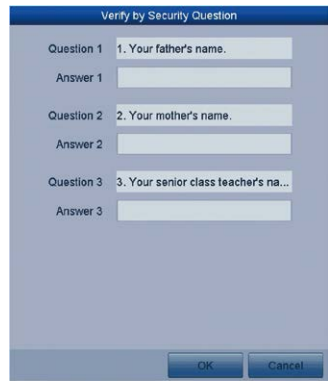 Verify by Security Question
Question 1 1. Your father's name.
Answer 1
Question 2 2. Your mother's name.
Answer 2
Question 3 3. Your senior class teacher's na...
Answer 3
OK Cancel